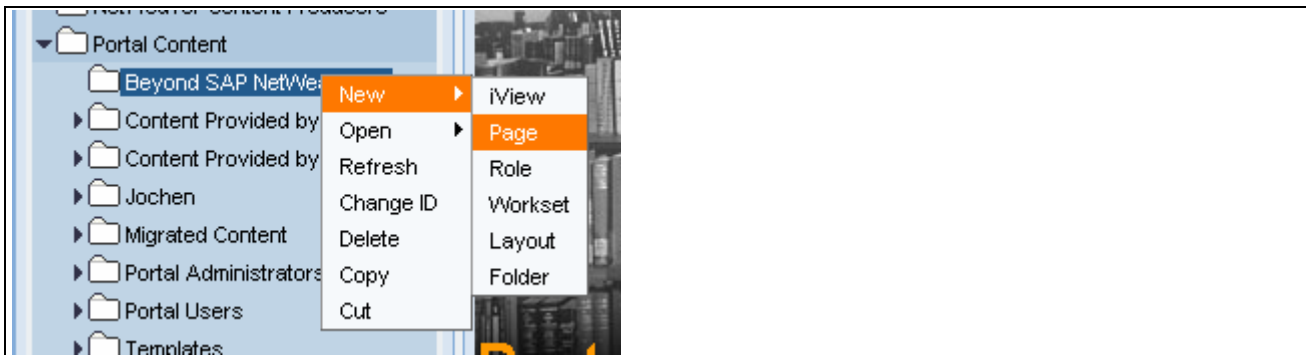 Portal Content
Beyond SAP NetWea
Content Provided by
Content Provided by
Jochen
Migrated Content
Portal Administrators
Portal Users
Templates
New
Open
Refresh
Change ID
Delete
Copy
Cut
iView
Page
Role
Workset
Layout
Folder